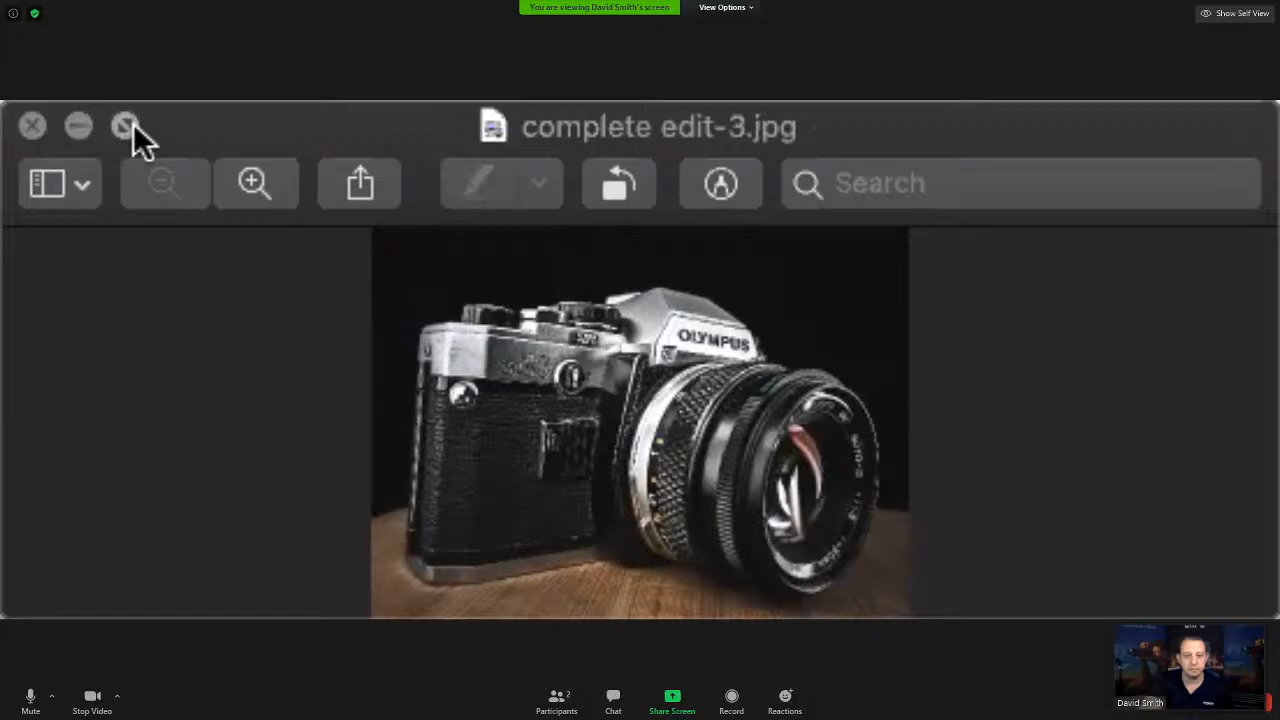 You are viewing David Smith's screen
View Options
Show Self View
complete edit-3.jpg
Search
OLYMPUS
David Smith
Mute
Stop Video
2
Participants
Chat
Share Screen
Record
Reactions